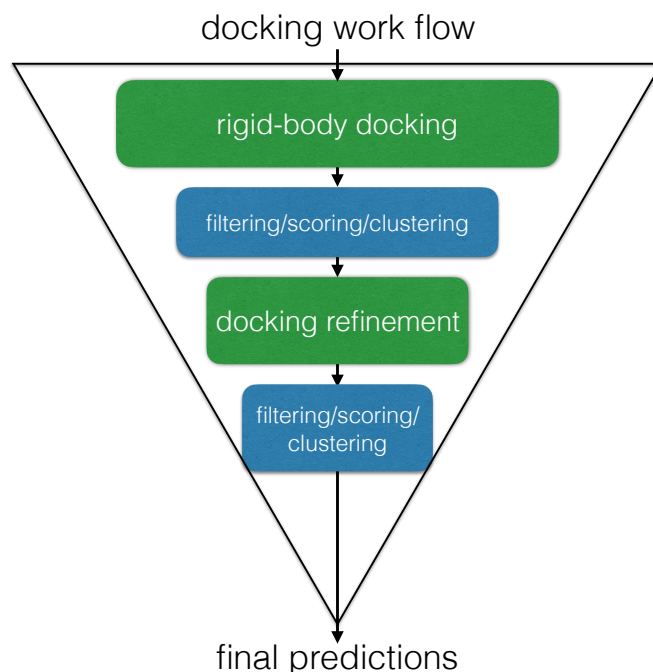 docking work flow
rigid-body docking
filtering/scoring/clustering
docking refinement
filtering/scoring/
clustering
final predictions